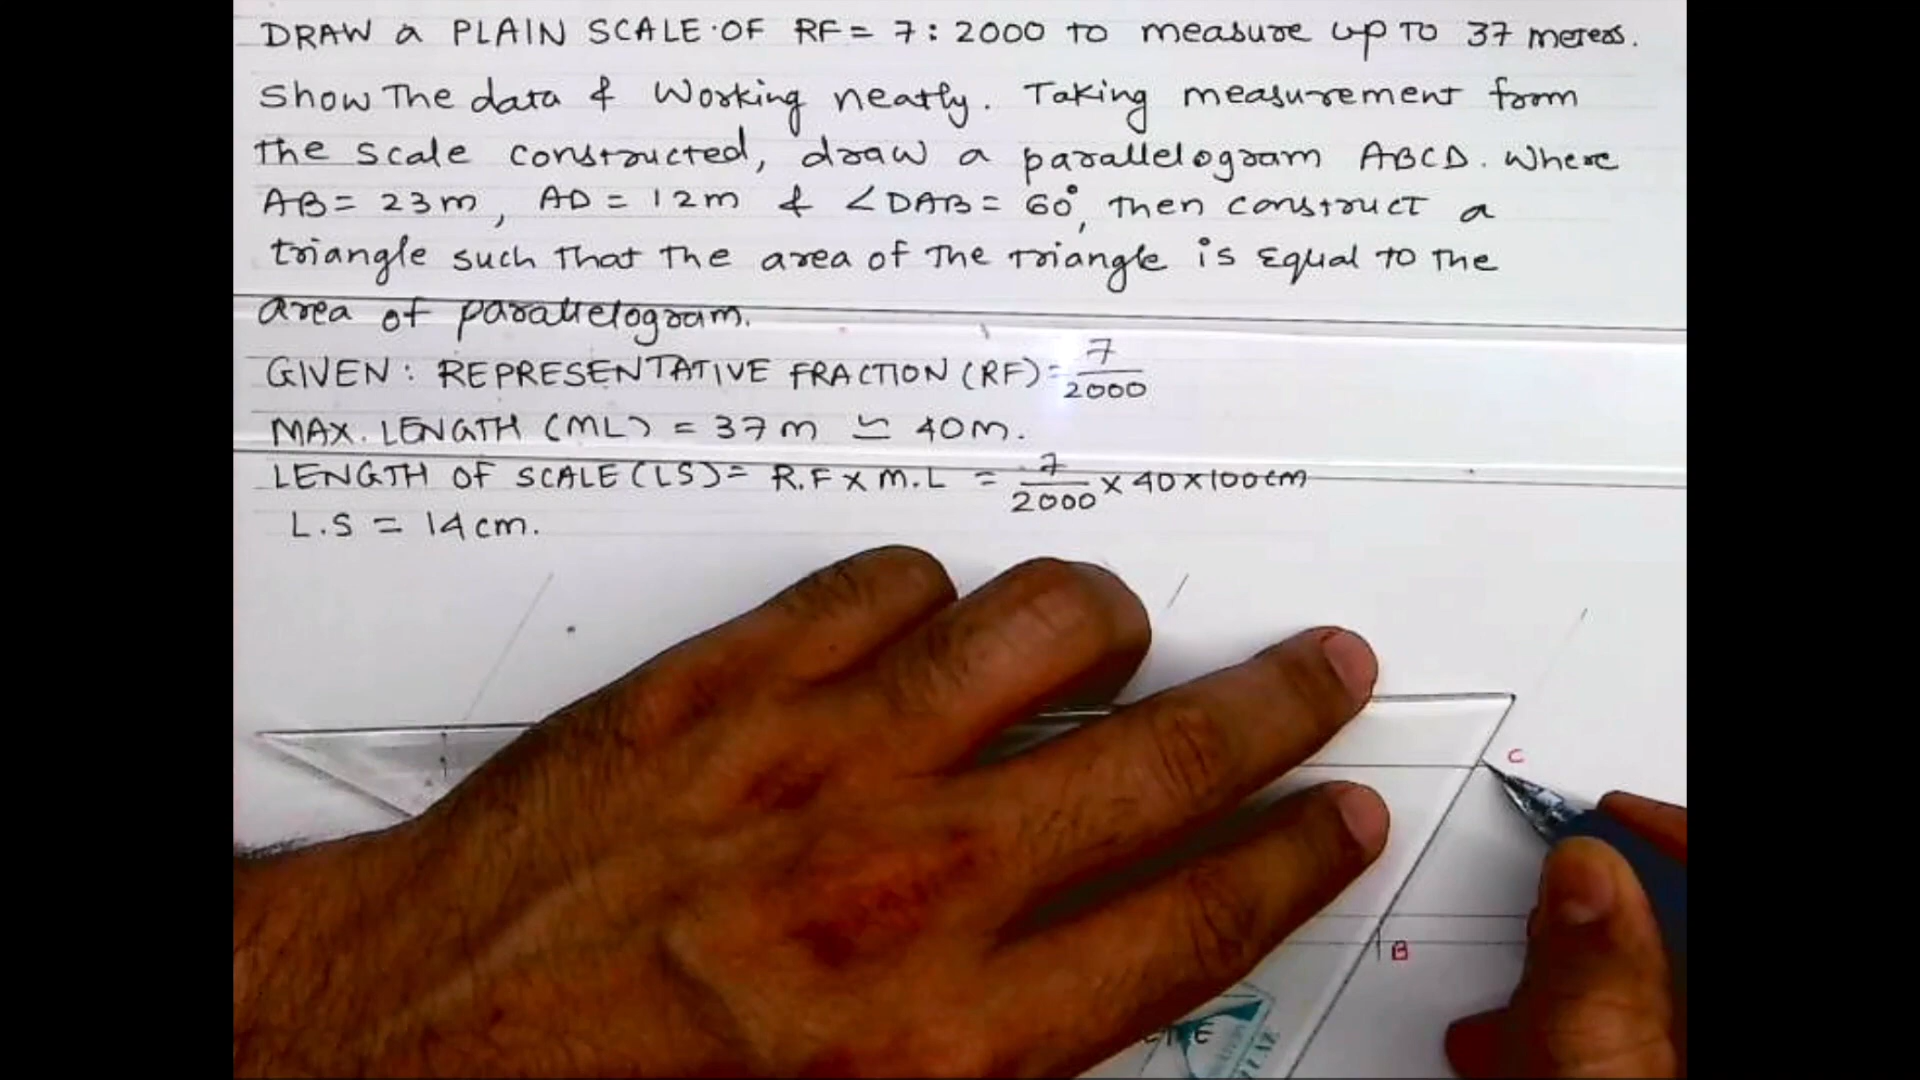 DRAW a PLAIN SCALE OF RF = 7 : 2000 to measure up TO 37 meters.
Show The data & Working neatly. Taking measurement from
the scale constructed, draw a parallelogram ABCD. Where
AB = 23m, AD = 12m & ∠DAB = 60°, then construct a
triangle such that the area of The triangle is Equal to the
area of parallelogram.
GIVEN : REPRESENTATIVE FRACTION (RF) = 7/2000
MAX. LENGTH (ML) = 37m ≃ 40m.
LENGTH OF SCALE (LS) = R.F x M.L = 7/2000 x 40 x 100 cm
L.S = 14 cm.
C
B